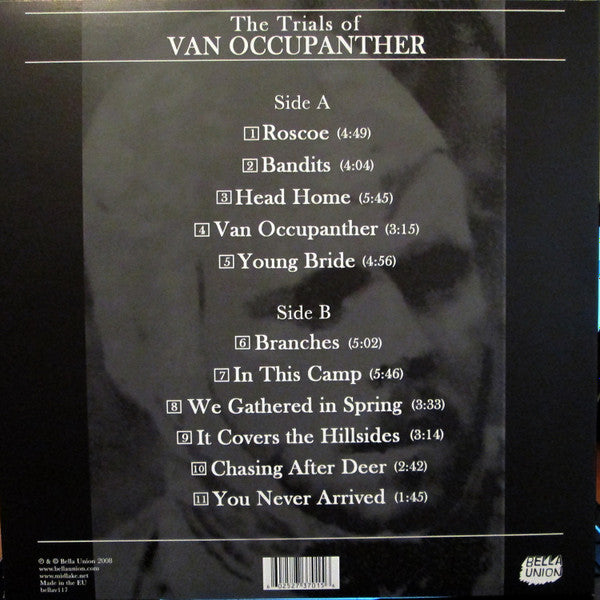 The Trials of
VAN OCCUPANTHER
Side A
1 Roscoe (4:49)
2 Bandits (4:04)
3 Head Home (5:45)
4 Van Occupanther (3:15)
5 Young Bride (4:56)
Side B
6 Branches (5:02)
7 In This Camp (5:46)
8 We Gathered in Spring (3:33)
9 It Covers the Hillsides (3:14)
10 Chasing After Deer (2:42)
11 You Never Arrived (1:45)
℗ & © Bella Union 2008
www.bellaunion.com
www.midlake.net
Made in the EU
bellav117
BELLA
UNION